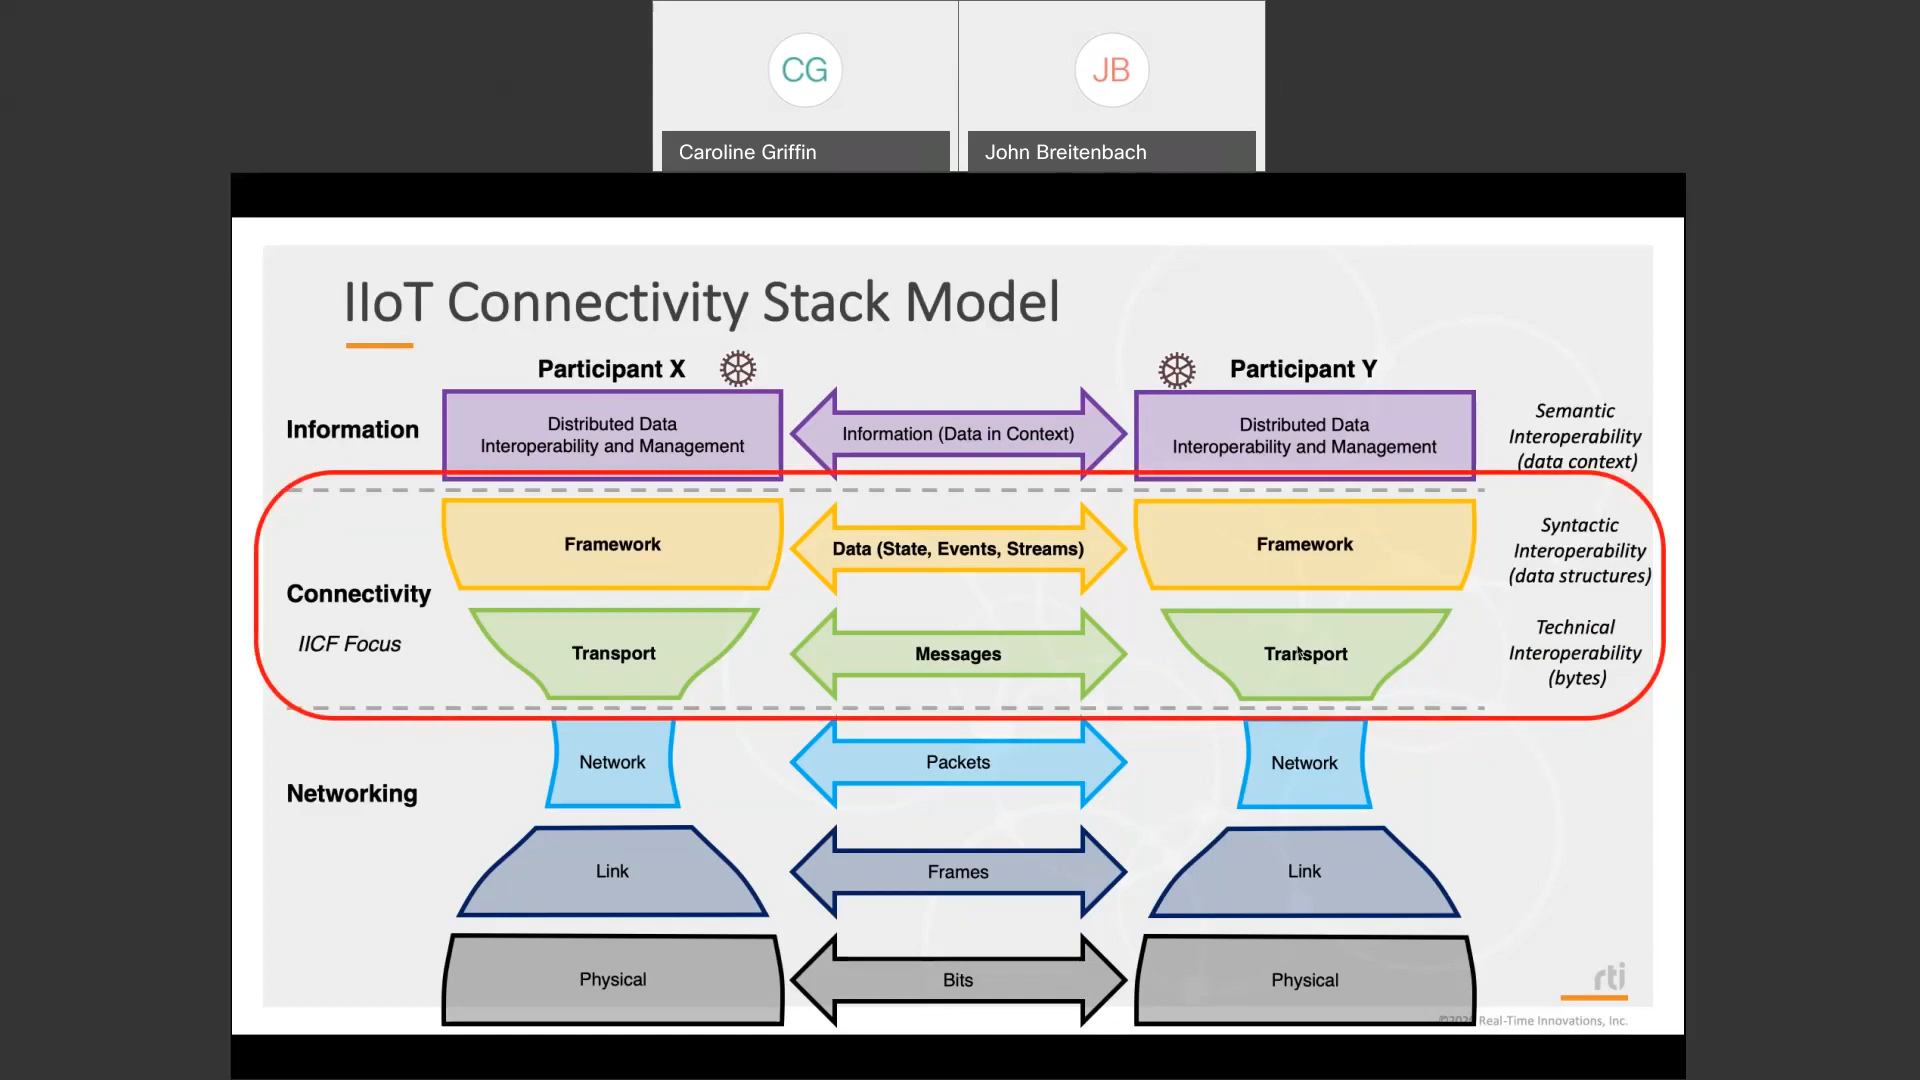 CG
JB
Caroline Griffin
John Breitenbach
IIoT Connectivity Stack Model
Participant X
Participant Y
Information
Distributed Data
Interoperability and Management
Information (Data in Context)
Distributed Data
Interoperability and Management
Semantic
Interoperability
(data context)
Connectivity
IICF Focus
Framework
Data (State, Events, Streams)
Framework
Syntactic
Interoperability
(data structures)
Transport
Messages
Transport
Technical
Interoperability
(bytes)
Networking
Network
Packets
Network
Link
Frames
Link
Physical
Bits
Physical
rti
Real-Time Innovations, Inc.